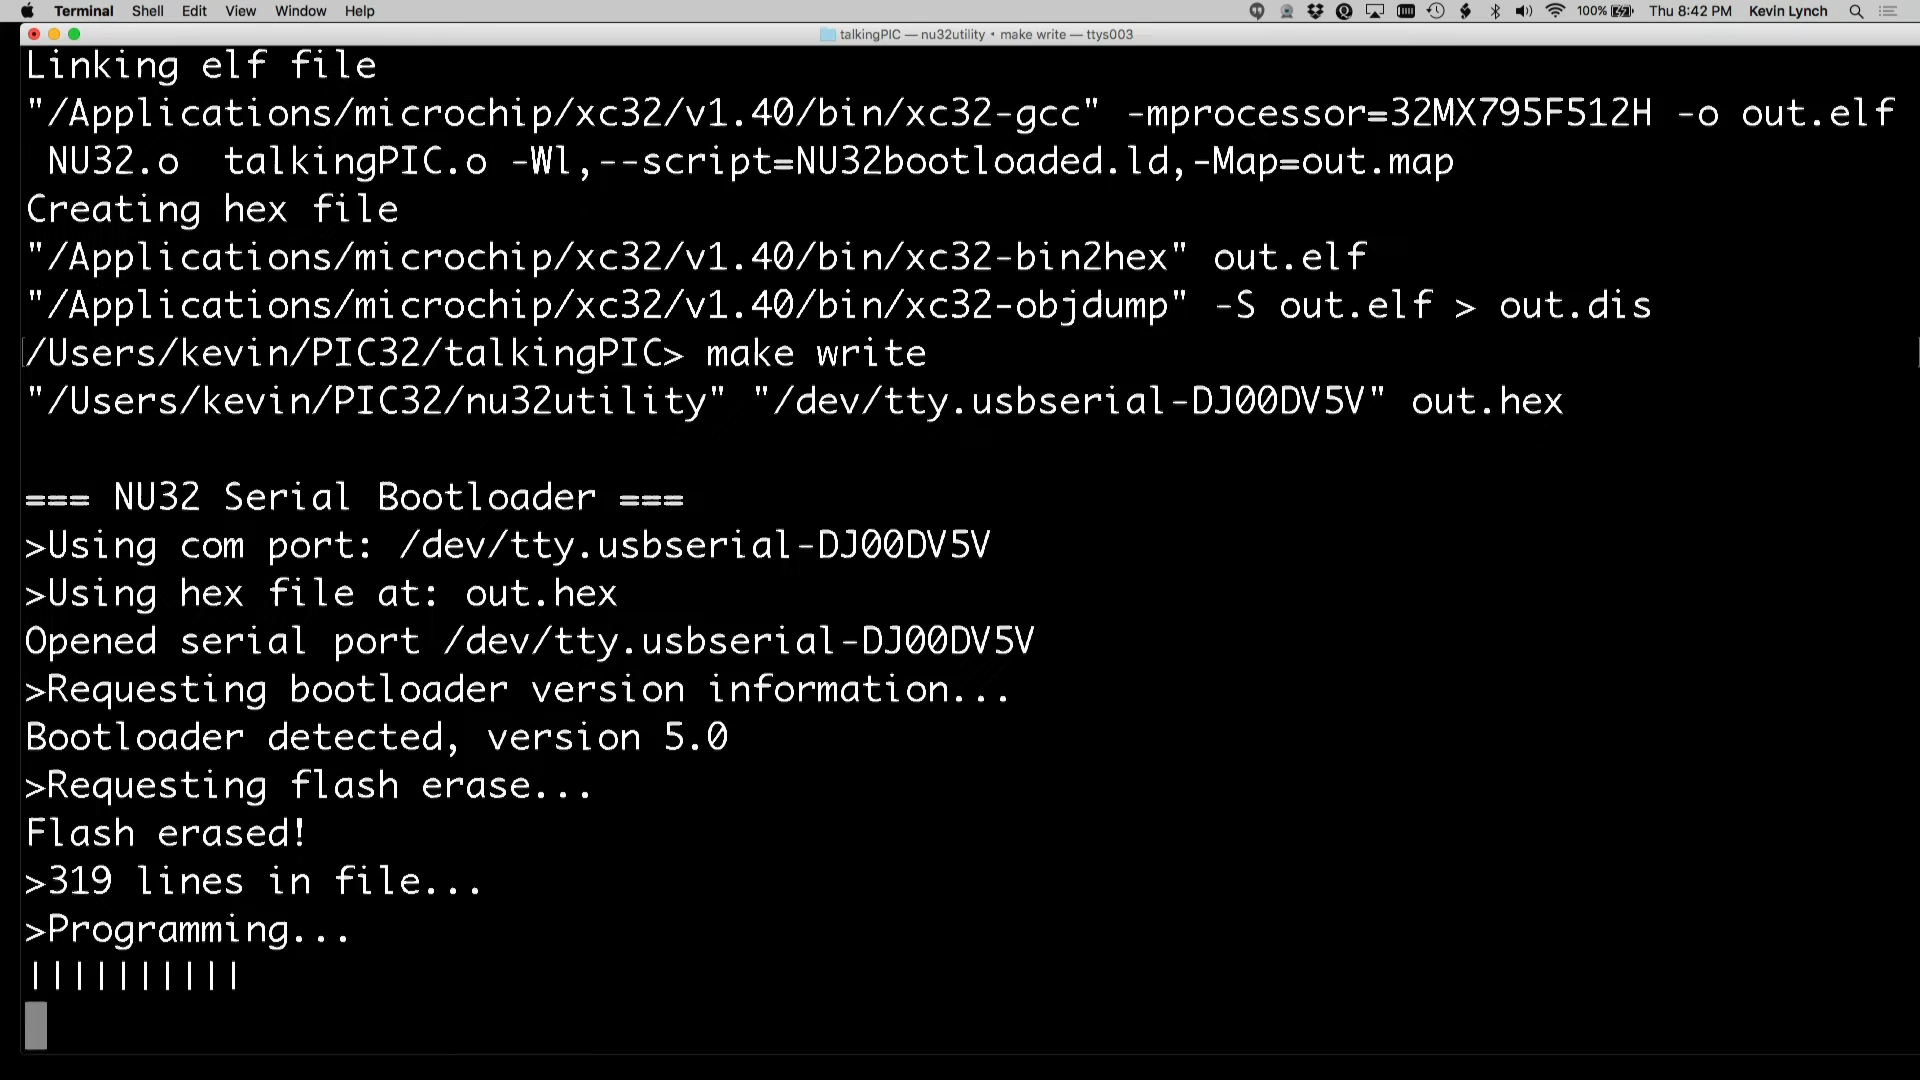 Terminal Shell Edit View Window Help 100% Thu 8:42 PM Kevin Lynch
talkingPIC — nu32utility • make write — ttys003
Linking elf file
"/Applications/microchip/xc32/v1.40/bin/xc32-gcc" -mprocessor=32MX795F512H -o out.elf
NU32.o  talkingPIC.o -Wl,--script=NU32bootloaded.ld,-Map=out.map
Creating hex file
"/Applications/microchip/xc32/v1.40/bin/xc32-bin2hex" out.elf
"/Applications/microchip/xc32/v1.40/bin/xc32-objdump" -S out.elf > out.dis
/Users/kevin/PIC32/talkingPIC> make write
"/Users/kevin/PIC32/nu32utility" "/dev/tty.usbserial-DJ00DV5V" out.hex
=== NU32 Serial Bootloader ===
>Using com port: /dev/tty.usbserial-DJ00DV5V
>Using hex file at: out.hex
Opened serial port /dev/tty.usbserial-DJ00DV5V
>Requesting bootloader version information...
Bootloader detected, version 5.0
>Requesting flash erase...
Flash erased!
>319 lines in file...
>Programming...
||||||||||